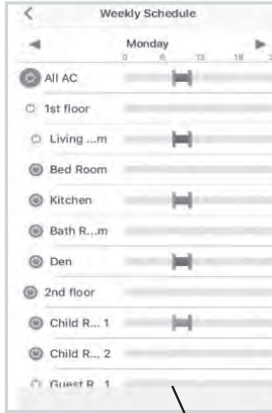 Weekly Schedule
Monday
0 6 12 18
All AC
1st floor
Living ...m
Bed Room
Kitchen
Bath R...m
Den
2nd floor
Child R... 1
Child R... 2
Guest R 1